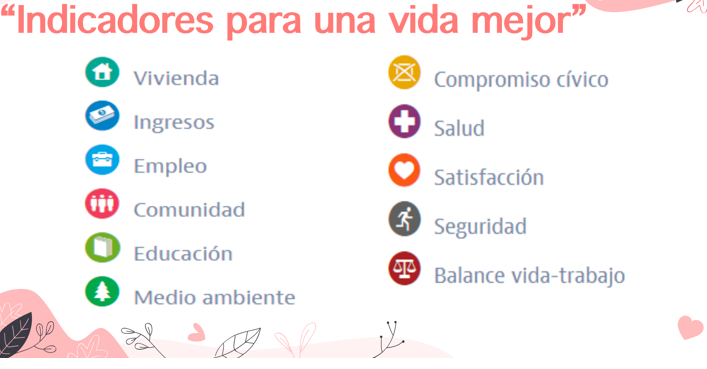 “Indicadores para una vida mejor”
Vivienda
Ingresos
Empleo
Comunidad
Educación
Medio ambiente
Compromiso cívico
Salud
Satisfacción
Seguridad
Balance vida-trabajo